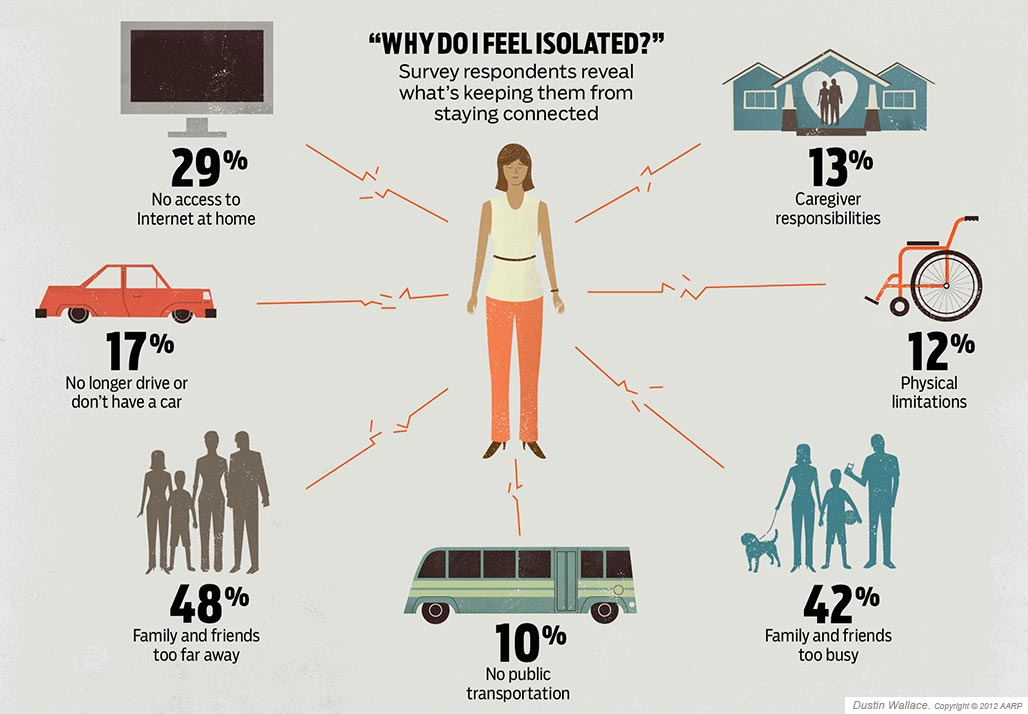 “WHY DO I FEEL ISOLATED?”
Survey respondents reveal
what’s keeping them from
staying connected
29%
No access to
Internet at home
13%
Caregiver
responsibilities
17%
No longer drive or
don’t have a car
12%
Physical
limitations
48%
Family and friends
too far away
10%
No public
transportation
42%
Family and friends
too busy
Dustin Wallace. Copyright © 2012 AARP